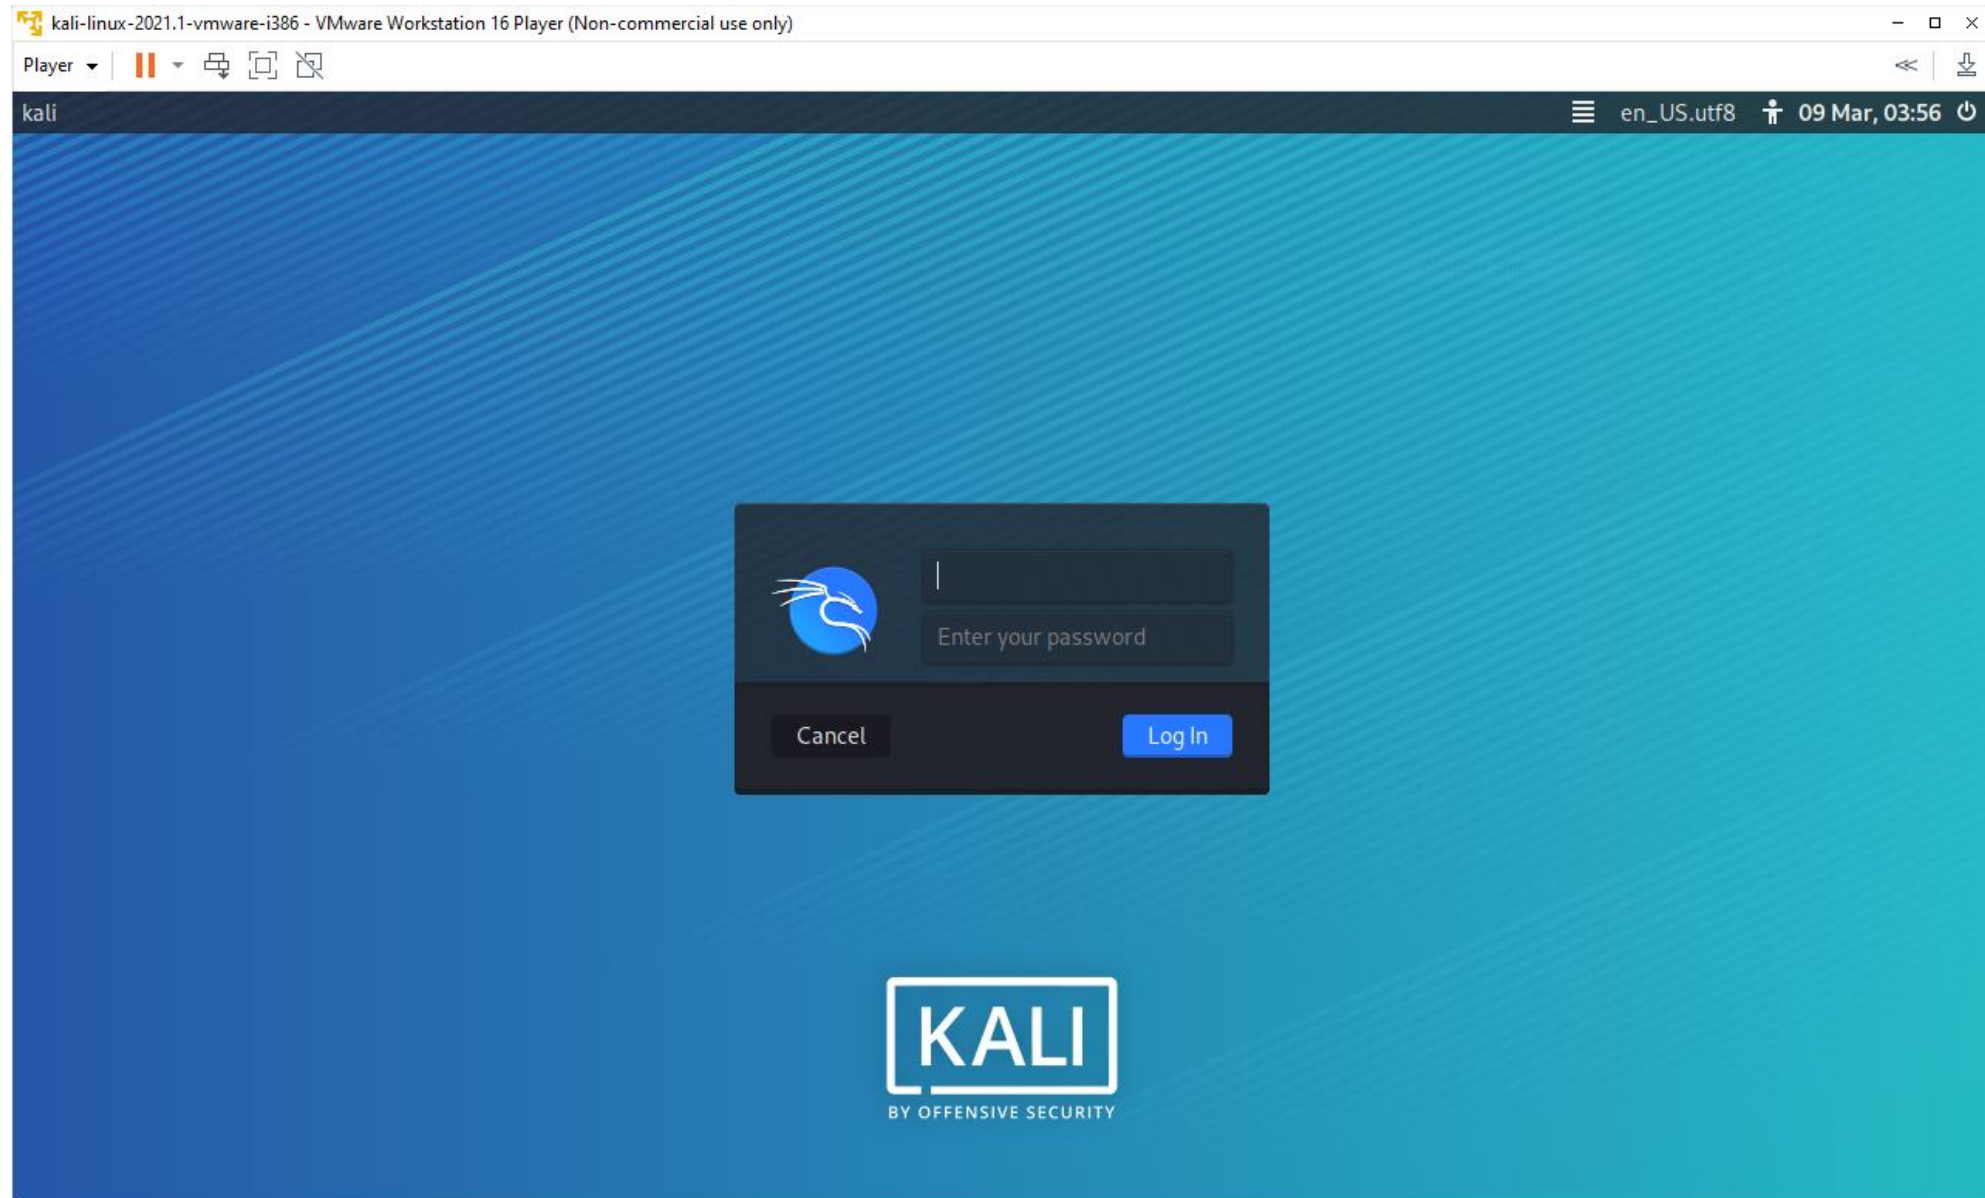 kali-linux-2021.1-vmware-i386 - VMware Workstation 16 Player (Non-commercial use only)
Player
kali en_US.utf8 09 Mar, 03:56
Enter your password
Cancel Log In
KALI
BY OFFENSIVE SECURITY